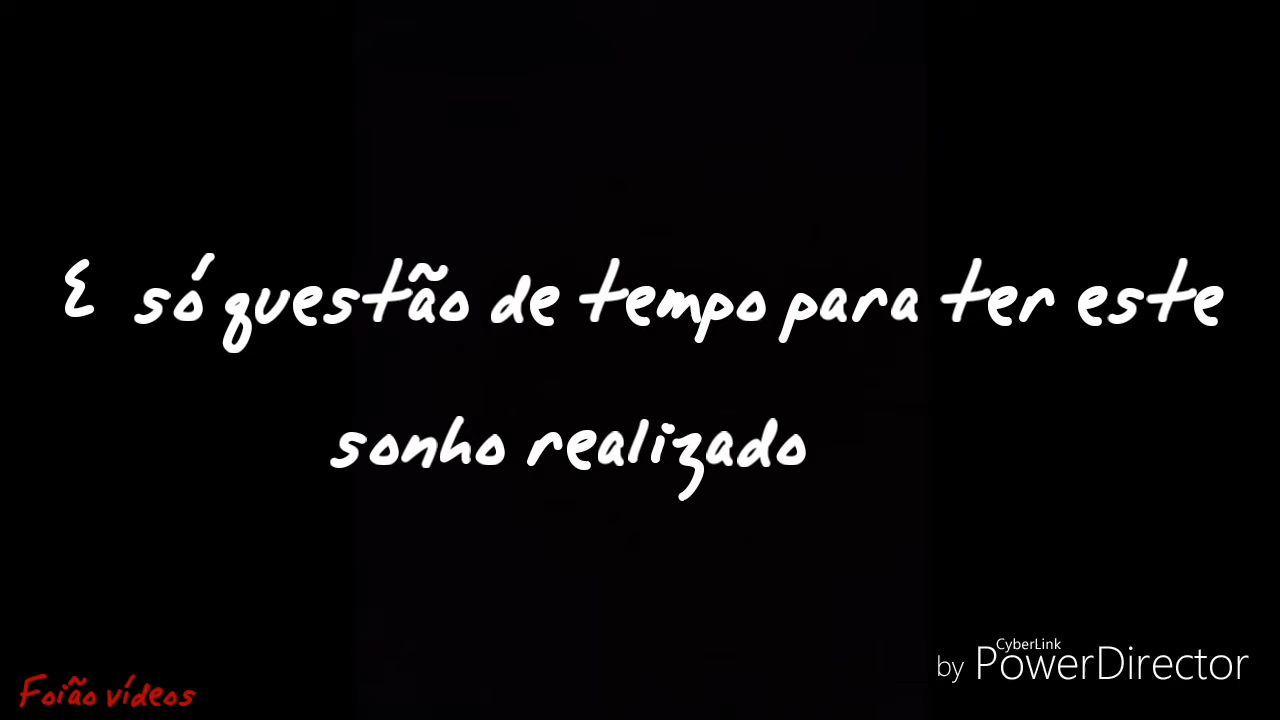 E só questão de tempo para ter este
sonho realizado
CyberLink
by PowerDirector
Foião vídeos